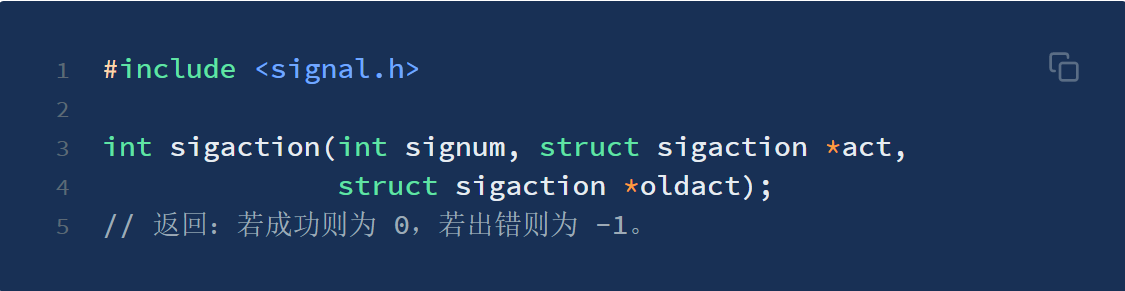 1 #include <signal.h>
2
3 int sigaction(int signum, struct sigaction *act,
4 struct sigaction *oldact);
5 // 返回：若成功则为 0，若出错则为 -1。